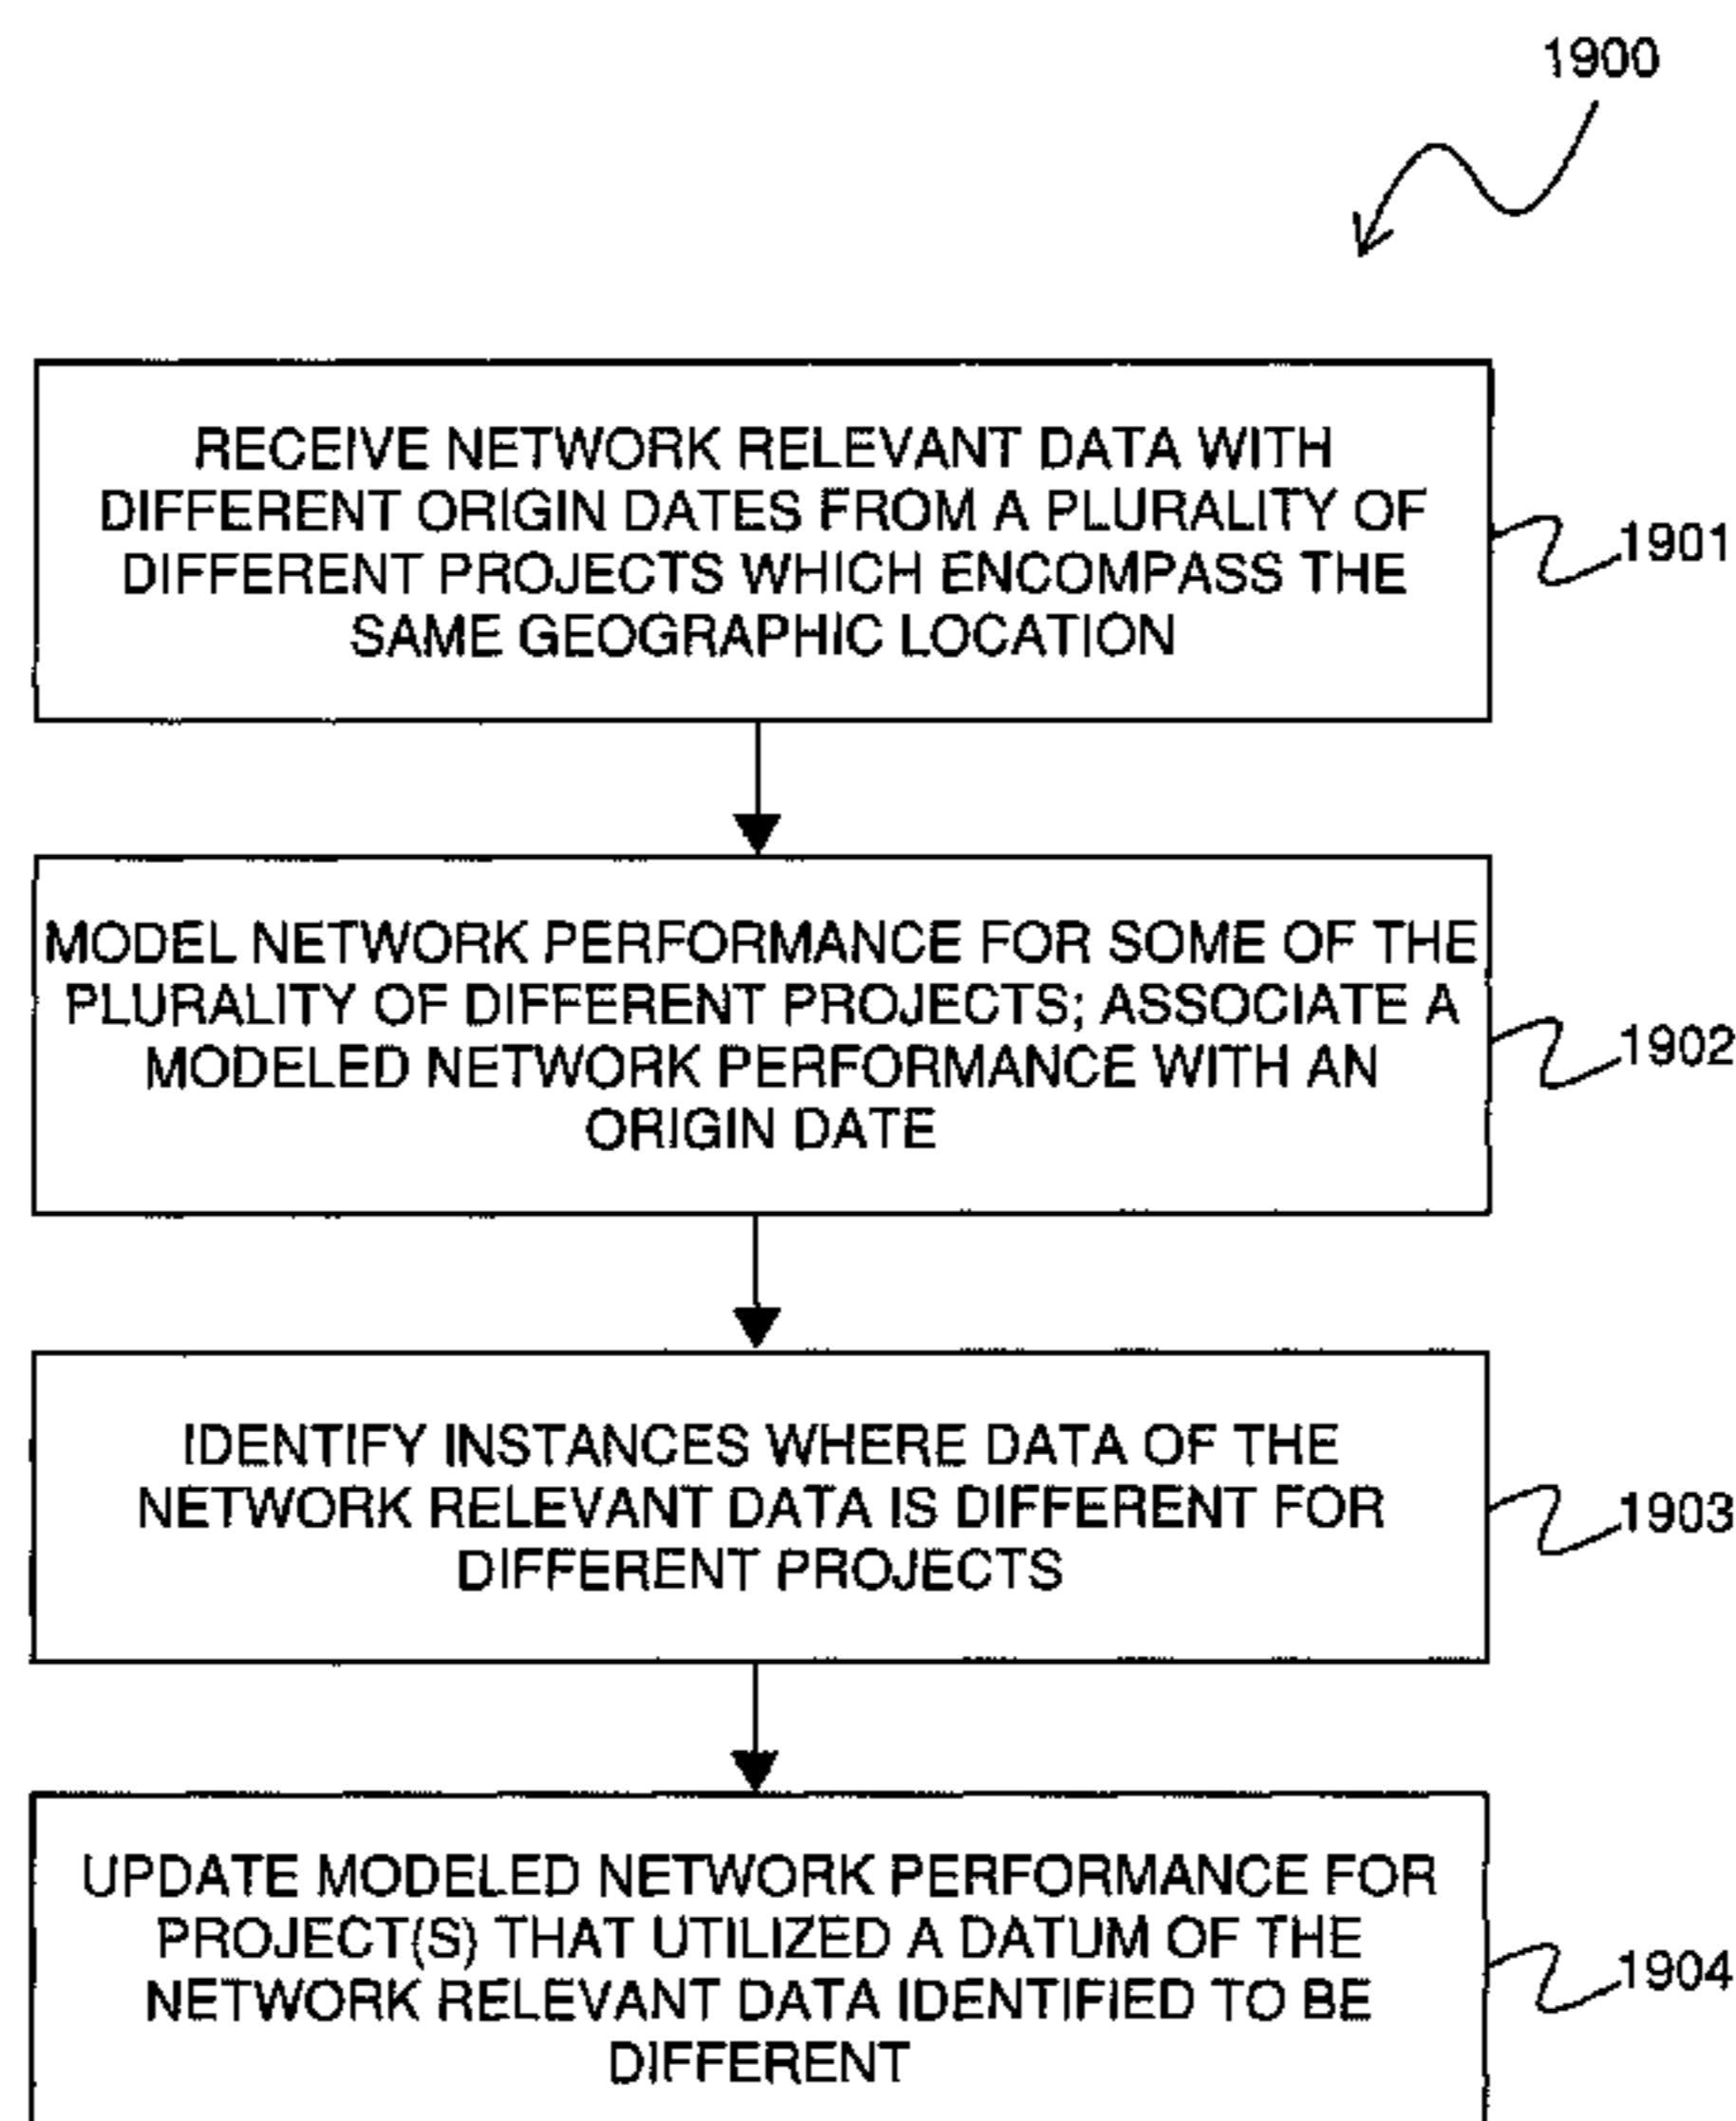 1900
RECEIVE NETWORK RELEVANT DATA WITH
DIFFERENT ORIGIN DATES FROM A PLURALITY OF
DIFFERENT PROJECTS WHICH ENCOMPASS THE
SAME GEOGRAPHIC LOCATION
1901
MODEL NETWORK PERFORMANCE FOR SOME OF THE
PLURALITY OF DIFFERENT PROJECTS; ASSOCIATE A
MODELED NETWORK PERFORMANCE WITH AN
ORIGIN DATE
1902
IDENTIFY INSTANCES WHERE DATA OF THE
NETWORK RELEVANT DATA IS DIFFERENT FOR
DIFFERENT PROJECTS
1903
UPDATE MODELED NETWORK PERFORMANCE FOR
PROJECT(S) THAT UTILIZED A DATUM OF THE
NETWORK RELEVANT DATA IDENTIFIED TO BE
DIFFERENT
1904